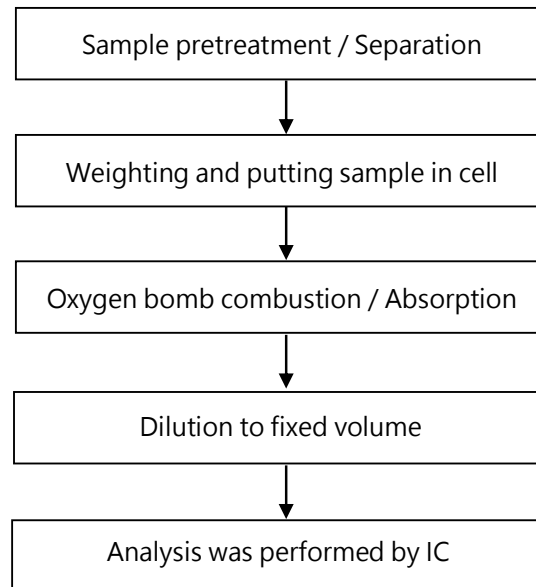 Sample pretreatment / Separation
Weighting and putting sample in cell
Oxygen bomb combustion / Absorption
Dilution to fixed volume
Analysis was performed by IC